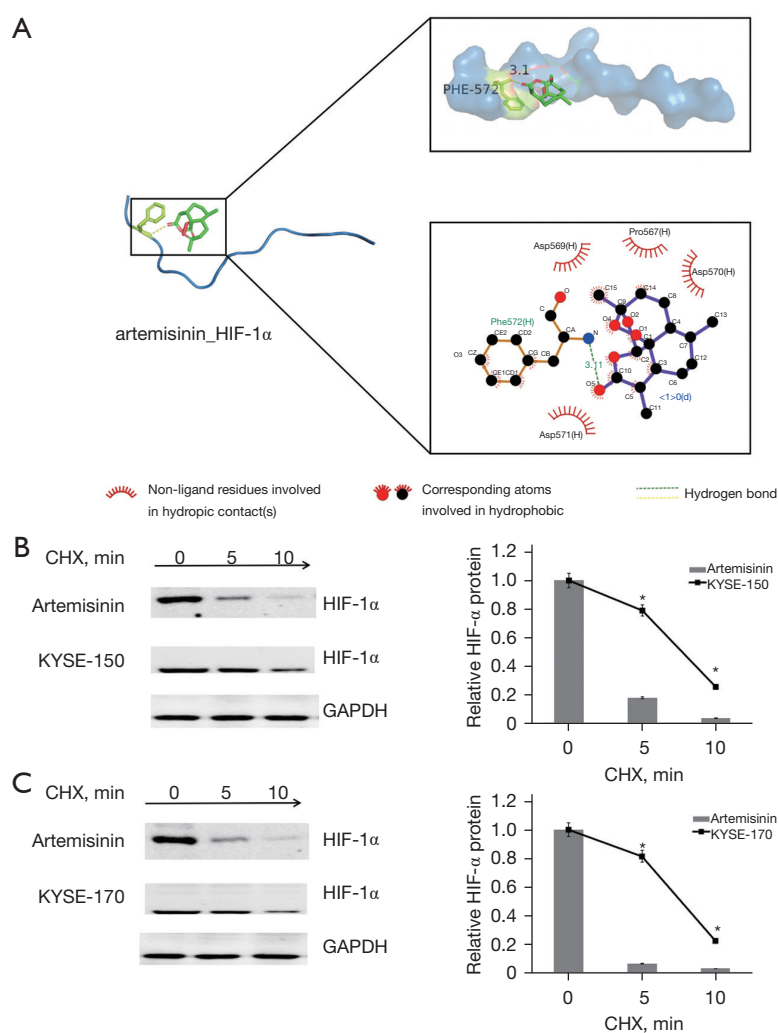 A
3.1
PHE-572
artemisinin_HIF-1α
Asp569(H)
Pro567(H)
Asp570(H)
Phe572(H)
Asp571(H)
O
C
CA
N
CB
CG
CD2
CE2
CZ
O3
CE1
CD1
3.11
C15
C14
C9
C8
O4
O2
O1
C1
C4
C13
C7
C2
C3
C12
C6
C10
O5
C5
C11
<1>0(d)
Non-ligand residues involved
in hydropic contact(s)
Corresponding atoms
involved in hydrophobic
Hydrogen bond
B
CHX, min 0 5 10
Artemisinin HIF-1α
KYSE-150 HIF-1α
GAPDH
Relative HIF-α protein
1.2
1.0
0.8
0.6
0.4
0.2
0
* *
Artemisinin
KYSE-150
0 5 10
CHX, min
C
CHX, min 0 5 10
Artemisinin HIF-1α
KYSE-170 HIF-1α
GAPDH
Relative HIF-α protein
1.2
1.0
0.8
0.6
0.4
0.2
0
* *
Artemisinin
KYSE-170
0 5 10
CHX, min